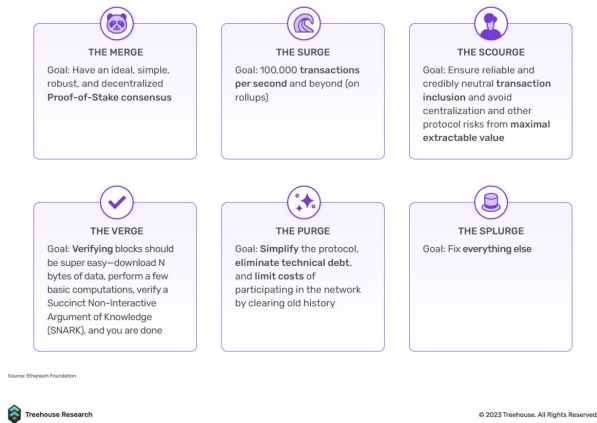 THE MERGE
Goal: Have an ideal, simple,
robust, and decentralized
Proof-of-Stake consensus
THE SURGE
Goal: 100,000 transactions
per second and beyond (on
rollups)
THE SCOURGE
Goal: Ensure reliable and
credibly neutral transaction
inclusion and avoid
centralization and other
protocol risks from maximal
extractable value
THE VERGE
Goal: Verifying blocks should
be super easy—download N
bytes of data, perform a few
basic computations, verify a
Succinct Non-Interactive
Argument of Knowledge
(SNARK), and you are done
THE PURGE
Goal: Simplify the protocol,
eliminate technical debt,
and limit costs of
participating in the network
by clearing old history
THE SPLURGE
Goal: Fix everything else
Source: Ethereum Foundation
Treehouse Research
© 2023 Treehouse. All Rights Reserved